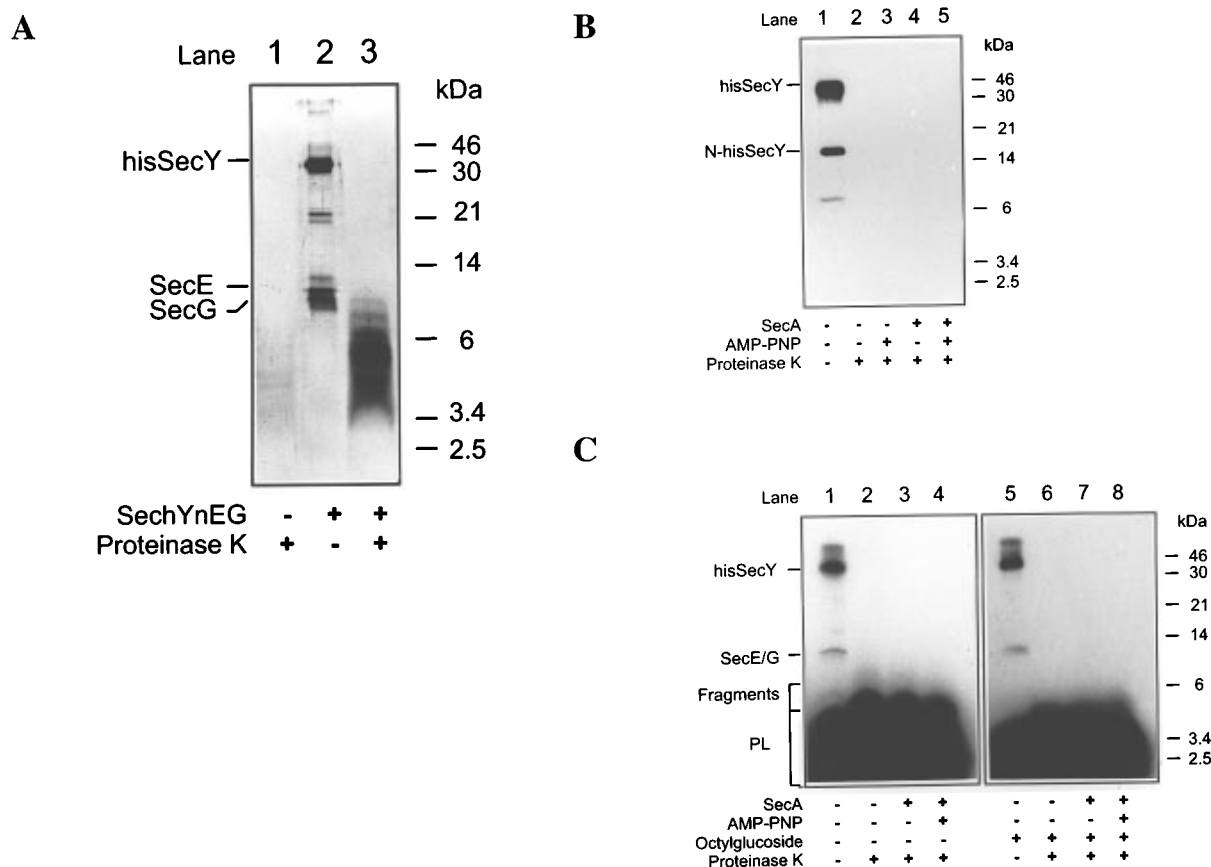 A
Lane 1 2 3
kDa
hisSecY
46
30
21
14
SecE
SecG
6
3.4
2.5
SechYnEG - + +
Proteinase K + - +
B
Lane 1 2 3 4 5
kDa
hisSecY
46
30
21
N-hisSecY
14
6
3.4
2.5
SecA - - - + +
AMP-PNP - - + - +
Proteinase K - + + + +
C
Lane 1 2 3 4 5 6 7 8
kDa
46
hisSecY
30
21
14
SecE/G
6
Fragments
PL
3.4
2.5
SecA - - + + - - + +
AMP-PNP - - - + - - - +
Octylglucoside - - - - + + + +
Proteinase K - + + + - + + +